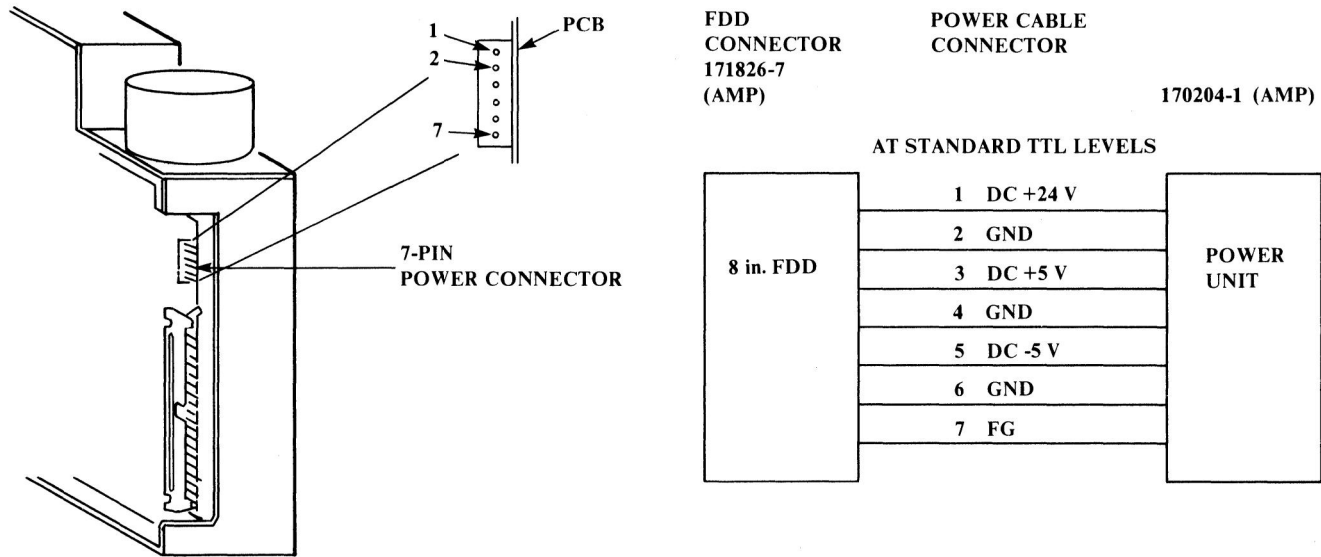 1
2
7
PCB
7-PIN
POWER CONNECTOR
FDD
CONNECTOR
171826-7
(AMP)
POWER CABLE
CONNECTOR
170204-1 (AMP)
AT STANDARD TTL LEVELS
8 in. FDD
1 DC +24 V
2 GND
3 DC +5 V
4 GND
5 DC -5 V
6 GND
7 FG
POWER
UNIT